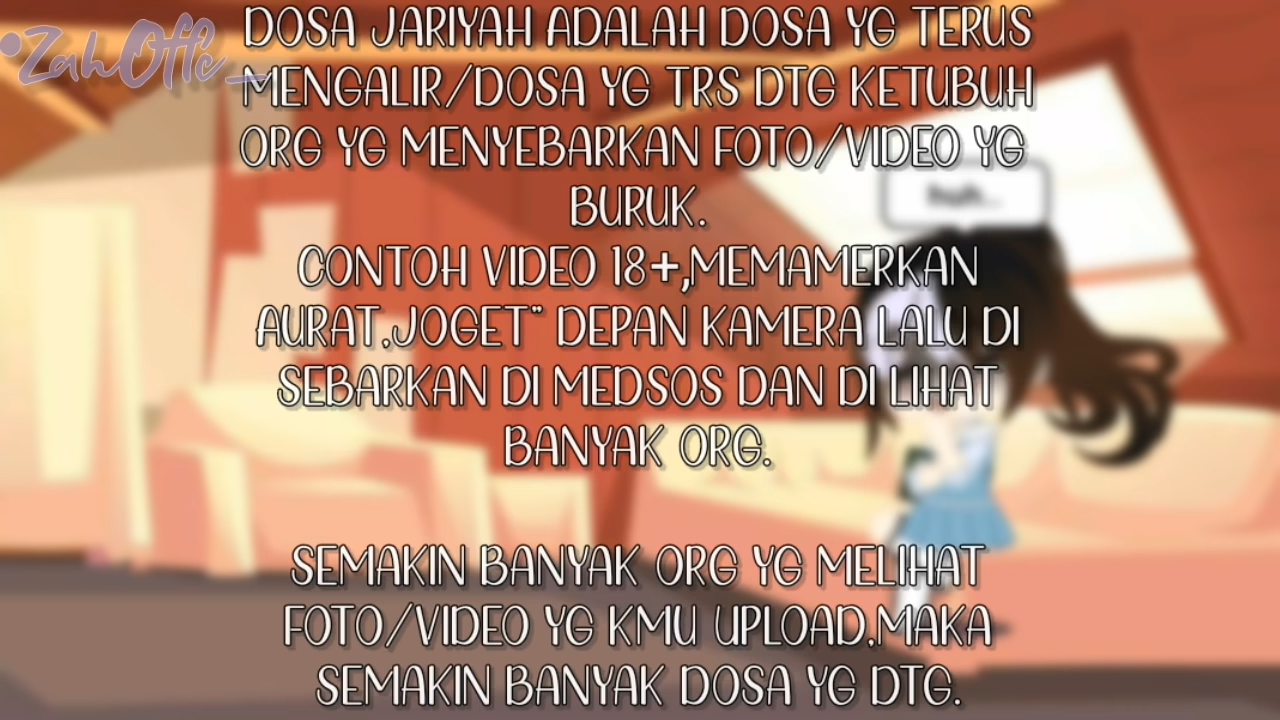 •ZahOffc_
DOSA JARIYAH ADALAH DOSA YG TERUS
MENGALIR/DOSA YG TRS DTG KETUBUH
ORG YG MENYEBARKAN FOTO/VIDEO YG
BURUK.
CONTOH VIDEO 18+,MEMAMERKAN
AURAT,JOGET" DEPAN KAMERA LALU DI
SEBARKAN DI MEDSOS DAN DI LIHAT
BANYAK ORG.
SEMAKIN BANYAK ORG YG MELIHAT
FOTO/VIDEO YG KMU UPLOAD,MAKA
SEMAKIN BANYAK DOSA YG DTG.